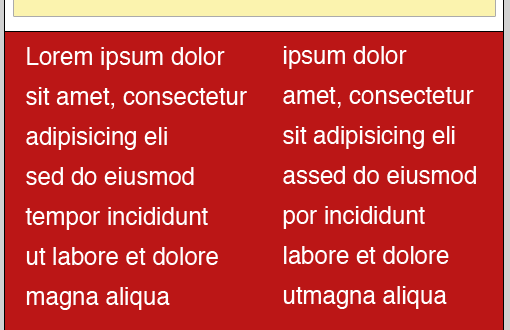 Lorem ipsum dolor
sit amet, consectetur
adipisicing eli
sed do eiusmod
tempor incididunt
ut labore et dolore
magna aliqua
ipsum dolor
amet, consectetur
sit adipisicing eli
assed do eiusmod
por incididunt
labore et dolore
utmagna aliqua